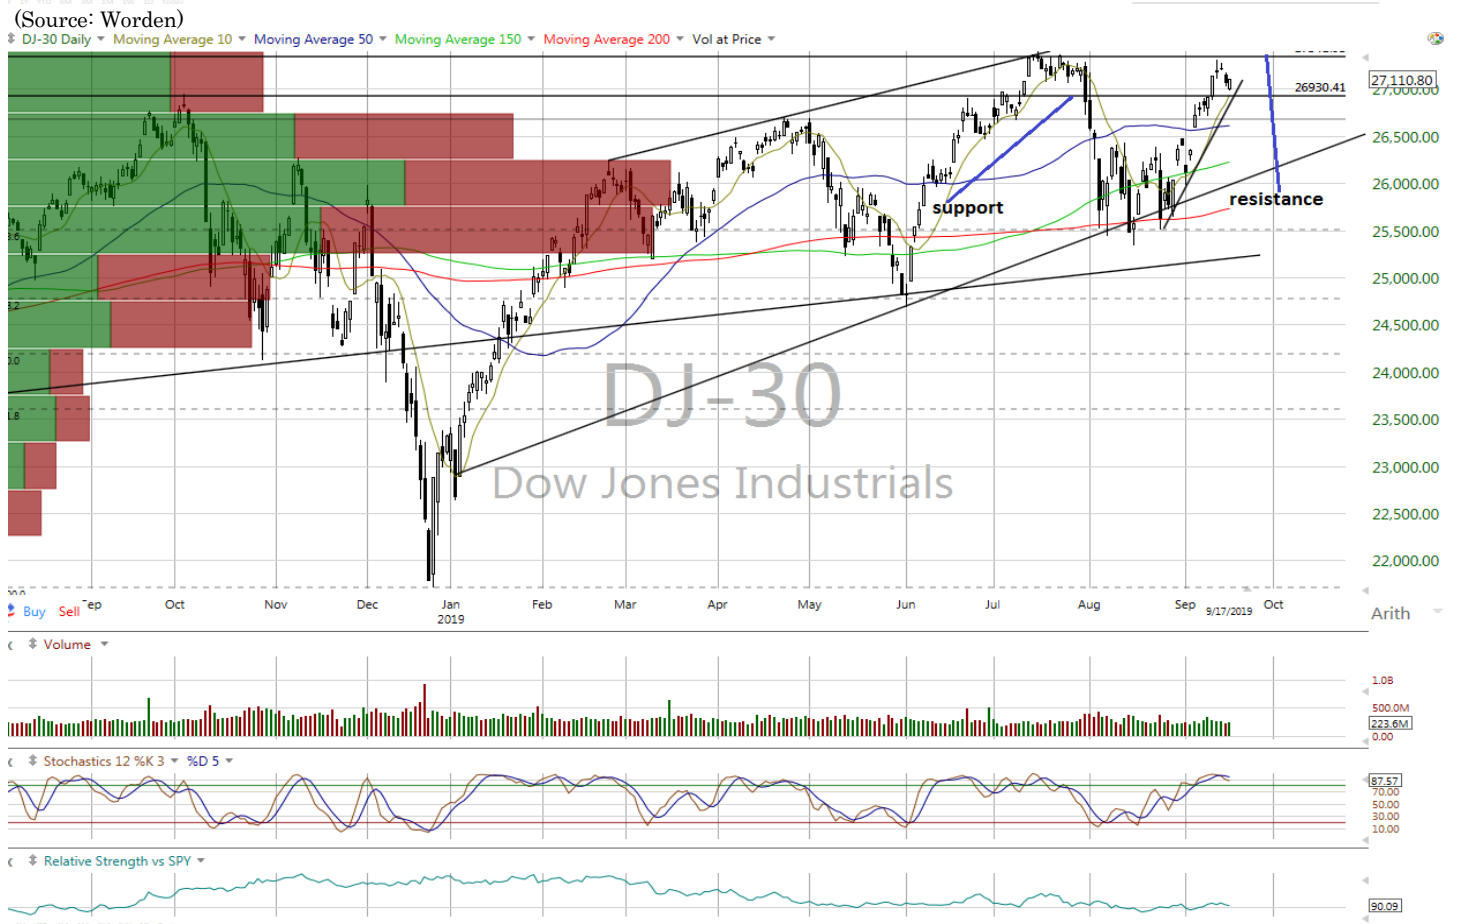 (Source: Worden)
DJ-30 Daily Moving Average 10 Moving Average 50 Moving Average 150 Moving Average 200 Vol at Price
27,110.80
26930.41
27,000.00
26,500.00
26,000.00
support
resistance
25,500.00
25,000.00
24,500.00
24,000.00
23,500.00
23,000.00
22,500.00
22,000.00
DJ-30
Dow Jones Industrials
Oct Nov Dec Jan Feb Mar Apr May Jun Jul Aug Sep 9/17/2019 Oct
2019
Buy Sell
Arith
Volume
1.0B
500.0M
223.6M
0.00
Stochastics 12 %K 3 %D 5
87.57
70.00
50.00
30.00
10.00
Relative Strength vs SPY
90.09